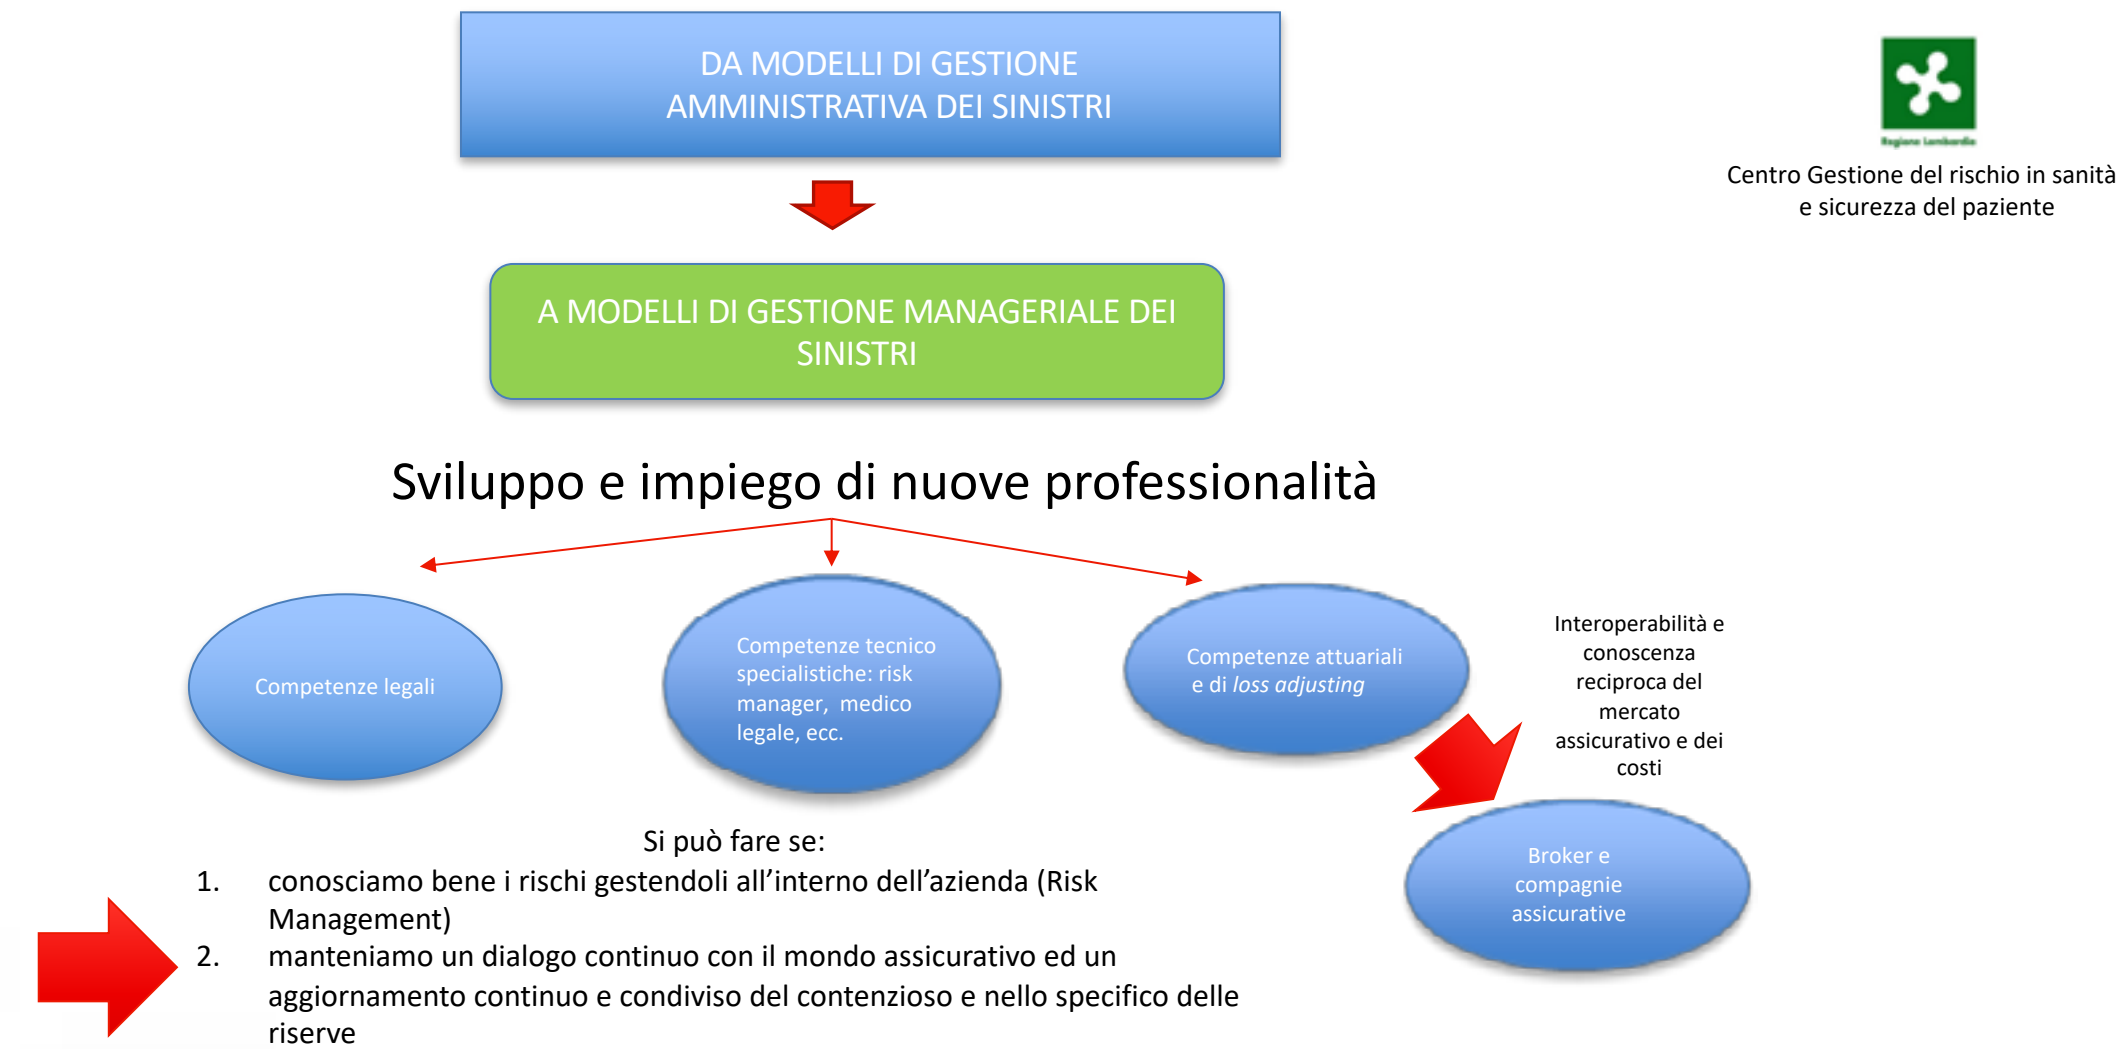 DA MODELLI DI GESTIONE
AMMINISTRATIVA DEI SINISTRI
Regione Lombardia
Centro Gestione del rischio in sanità
e sicurezza del paziente
A MODELLI DI GESTIONE MANAGERIALE DEI
SINISTRI
Sviluppo e impiego di nuove professionalità
Competenze legali
Competenze tecnico
specialistiche: risk
manager, medico
legale, ecc.
Competenze attuariali
e di loss adjusting
Interoperabilità e
conoscenza
reciproca del
mercato
assicurativo e dei
costi
Broker e
compagnie
assicurative
Si può fare se:
1. conosciamo bene i rischi gestendoli all’interno dell’azienda (Risk
Management)
2. manteniamo un dialogo continuo con il mondo assicurativo ed un
aggiornamento continuo e condiviso del contenzioso e nello specifico delle
riserve